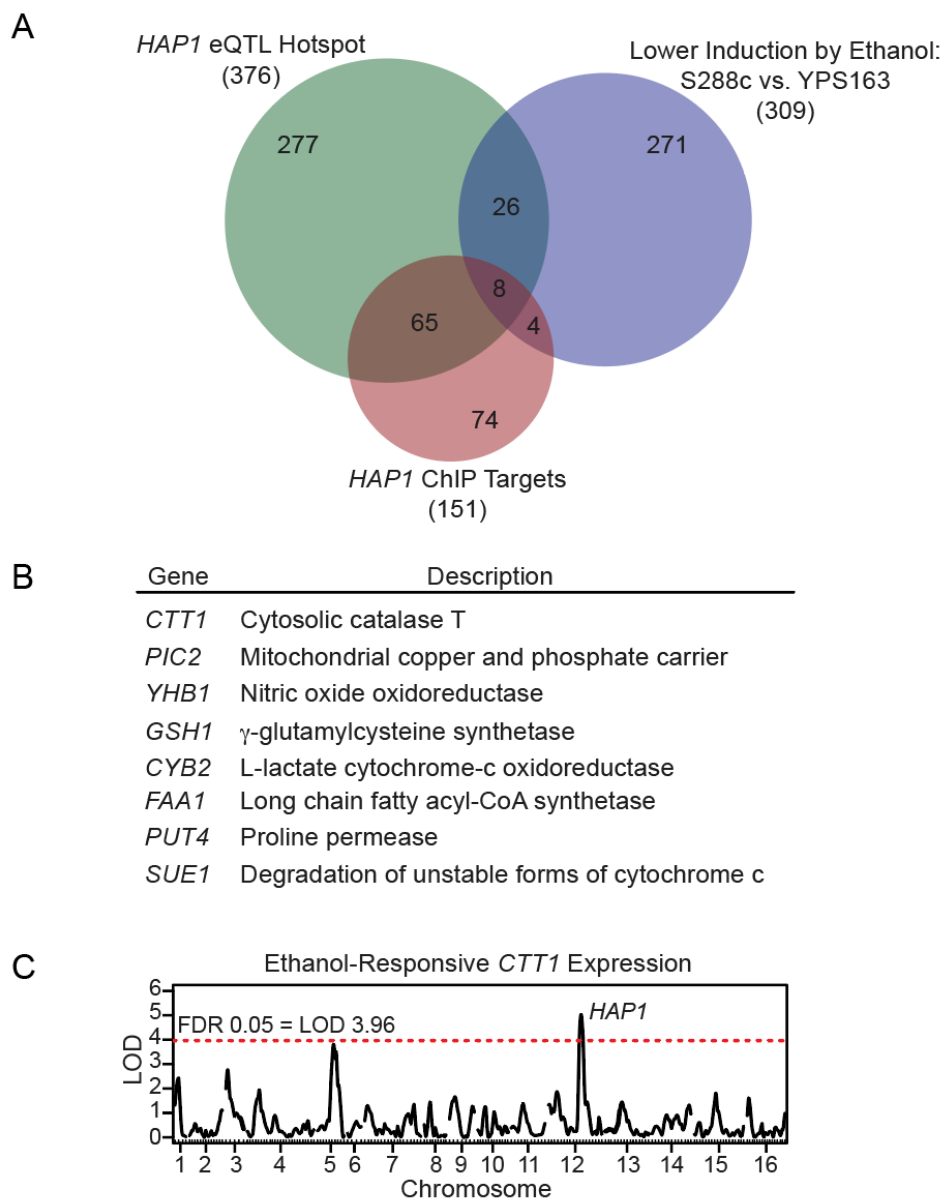 A
HAP1 eQTL Hotspot
(376)
Lower Induction by Ethanol:
S288c vs. YPS163
(309)
277
271
26
8
65
4
74
HAP1 ChIP Targets
(151)
B
Gene Description
CTT1 Cytosolic catalase T
PIC2 Mitochondrial copper and phosphate carrier
YHB1 Nitric oxide oxidoreductase
GSH1 γ-glutamylcysteine synthetase
CYB2 L-lactate cytochrome-c oxidoreductase
FAA1 Long chain fatty acyl-CoA synthetase
PUT4 Proline permease
SUE1 Degradation of unstable forms of cytochrome c
C
Ethanol-Responsive CTT1 Expression
6
5
4
3
2
1
0
LOD
FDR 0.05 = LOD 3.96
HAP1
1 2 3 4 5 6 7 8 9 10 11 12 13 14 15 16
Chromosome